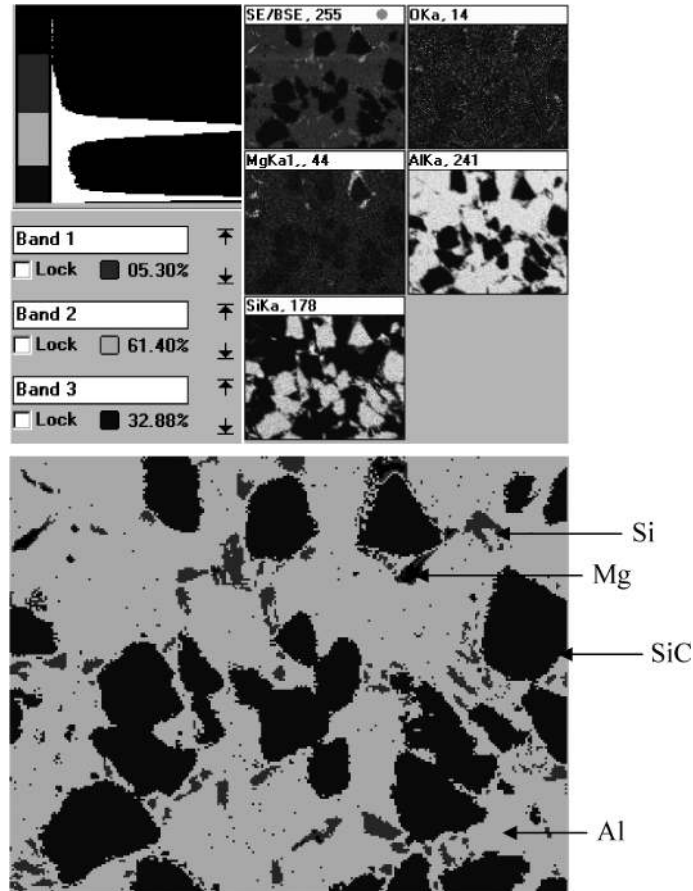 SE/BSE, 255
OKa, 14
MgKa1,, 44
AlKa, 241
SiKa, 178
Band 1
Lock 05.30%
Band 2
Lock 61.40%
Band 3
Lock 32.88%
Si
Mg
SiC
Al